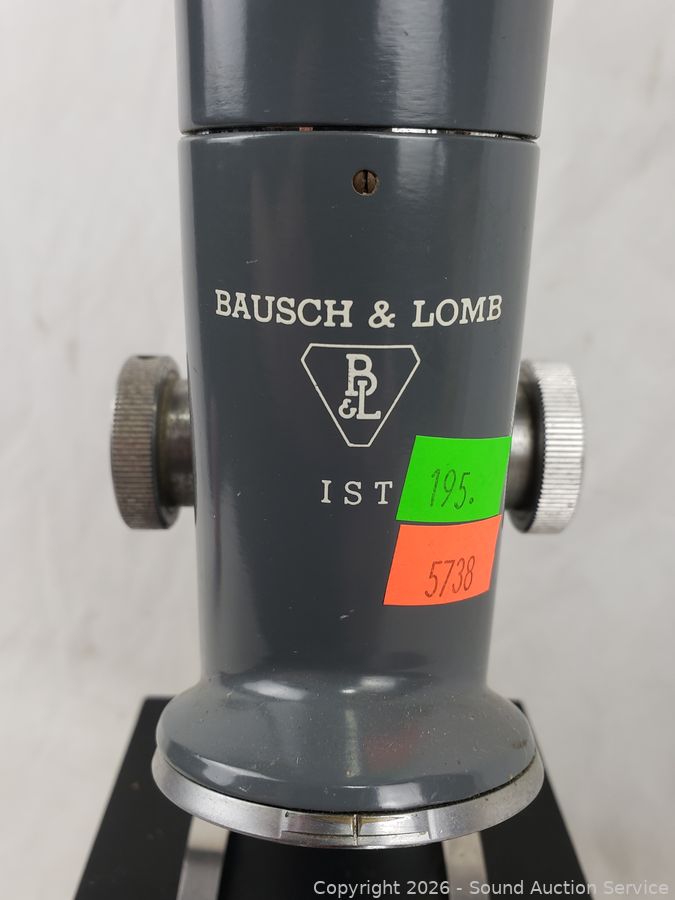 BAUSCH & LOMB
B
&L
IST
195.
5738
Copyright 2026 - Sound Auction Service